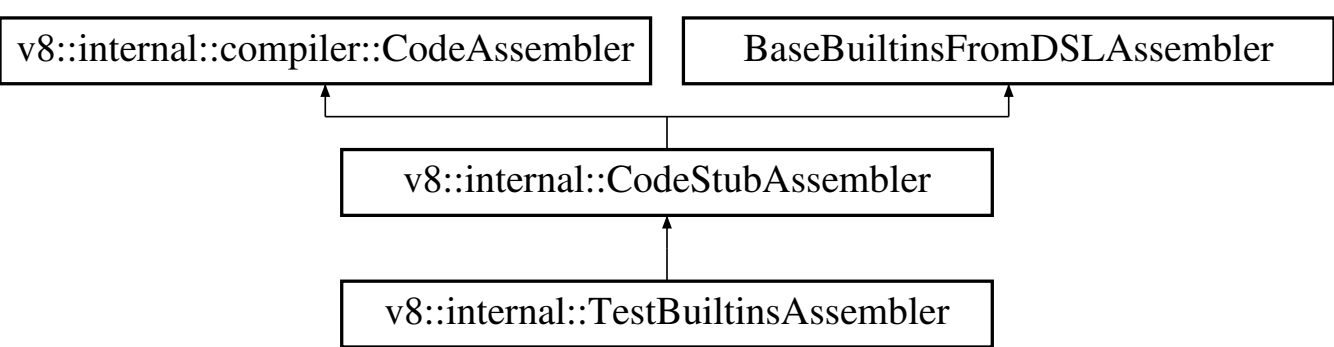 v8::internal::compiler::CodeAssembler
BaseBuiltinsFromDSLAssembler
v8::internal::CodeStubAssembler
v8::internal::TestBuiltinsAssembler